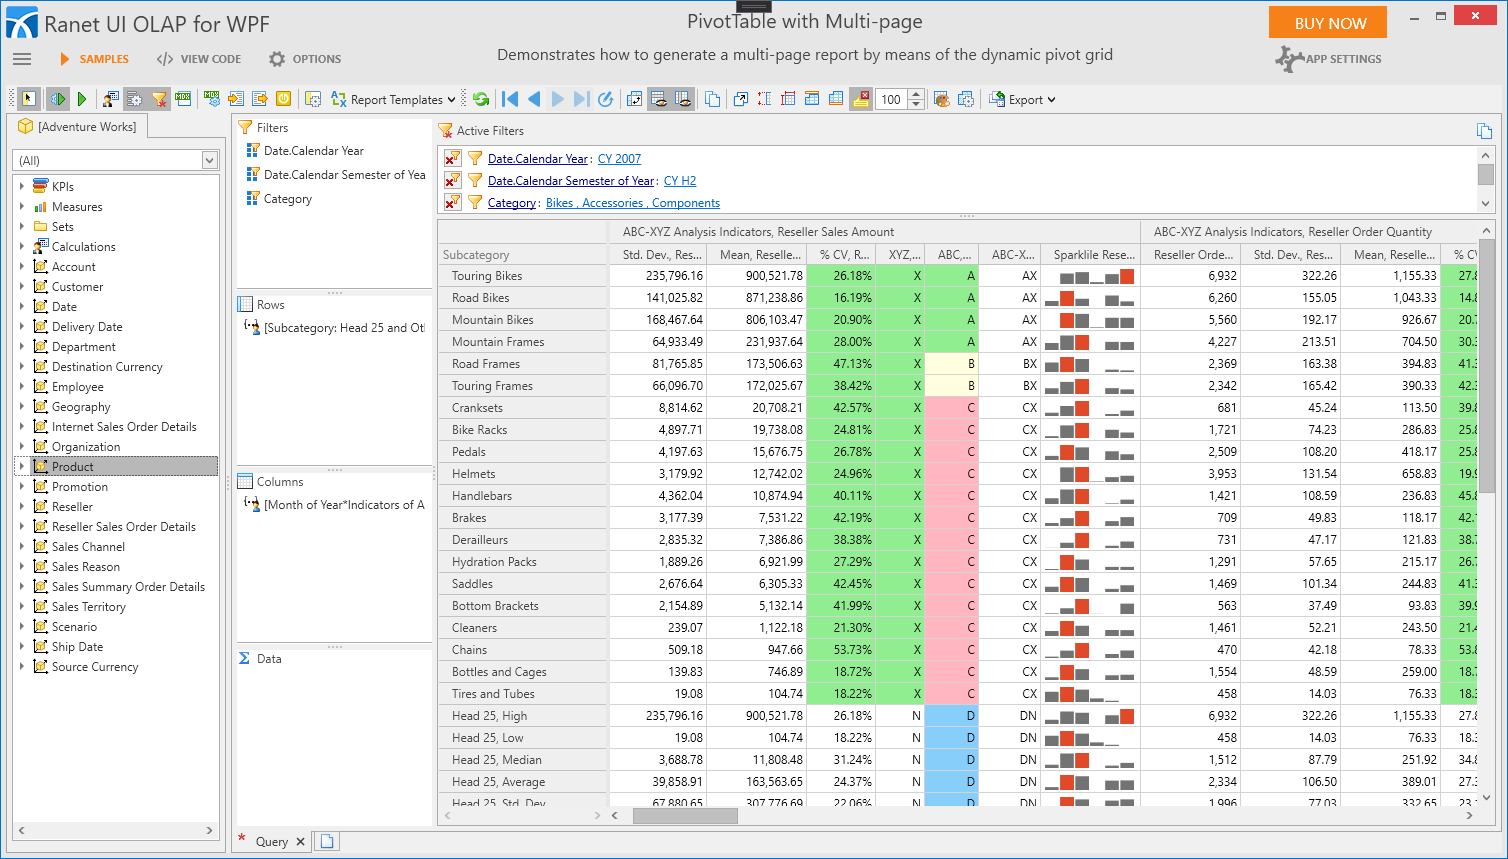 Ranet UI OLAP for WPF
PivotTable with Multi-page
BUY NOW
SAMPLES
VIEW CODE
OPTIONS
Demonstrates how to generate a multi-page report by means of the dynamic pivot grid
APP SETTINGS
Report Templates
100
Export
[Adventure Works]
(All)
KPIs
Measures
Sets
Calculations
Account
Customer
Date
Delivery Date
Department
Destination Currency
Employee
Geography
Internet Sales Order Details
Organization
Product
Promotion
Reseller
Reseller Sales Order Details
Sales Channel
Sales Reason
Sales Summary Order Details
Sales Territory
Scenario
Ship Date
Source Currency
Filters
Date.Calendar Year
Date.Calendar Semester of Yea
Category
Rows
[Subcategory: Head 25 and Otl
Columns
[Month of Year*Indicators of A
Data
Active Filters
Date.Calendar Year : CY 2007
Date.Calendar Semester of Year : CY H2
Category : Bikes , Accessories , Components
ABC-XYZ Analysis Indicators, Reseller Sales Amount ABC-XYZ Analysis Indicators, Reseller Order Quantity
Subcategory Std. Dev., Res... Mean, Reselle... % CV, R... XYZ,... ABC,... ABC-X... Sparklile Rese... Reseller Orde... Std. Dev., Res... Mean, Reselle... % CV
Touring Bikes 235,796.16 900,521.78 26.18% X A AX 6,932 322.26 1,155.33 27.8
Road Bikes 141,025.82 871,238.86 16.19% X A AX 6,260 155.05 1,043.33 14.8
Mountain Bikes 168,467.64 806,103.47 20.90% X A AX 5,560 192.17 926.67 20.7
Mountain Frames 64,933.49 231,937.64 28.00% X A AX 4,227 213.51 704.50 30.3
Road Frames 81,765.85 173,506.63 47.13% X B BX 2,369 163.38 394.83 41.3
Touring Frames 66,096.70 172,025.67 38.42% X B BX 2,342 165.42 390.33 42.3
Cranksets 8,814.62 20,708.21 42.57% X C CX 681 45.24 113.50 39.8
Bike Racks 4,897.71 19,738.08 24.81% X C CX 1,721 74.23 286.83 25.8
Pedals 4,197.63 15,676.75 26.78% X C CX 2,509 108.20 418.17 25.8
Helmets 3,179.92 12,742.02 24.96% X C CX 3,953 131.54 658.83 19.9
Handlebars 4,362.04 10,874.94 40.11% X C CX 1,421 108.59 236.83 45.8
Brakes 3,177.39 7,531.22 42.19% X C CX 709 49.83 118.17 42.1
Derailleurs 2,835.32 7,386.86 38.38% X C CX 731 47.17 121.83 38.7
Hydration Packs 1,889.26 6,921.99 27.29% X C CX 1,291 57.65 215.17 26.7
Saddles 2,676.64 6,305.33 42.45% X C CX 1,469 101.34 244.83 41.3
Bottom Brackets 2,154.89 5,132.14 41.99% X C CX 563 37.49 93.83 39.9
Cleaners 239.07 1,122.18 21.30% X C CX 1,461 52.21 243.50 21.4
Chains 509.18 947.66 53.73% X C CX 470 42.18 78.33 53.8
Bottles and Cages 139.83 746.89 18.72% X C CX 1,554 48.59 259.00 18.7
Tires and Tubes 19.08 104.74 18.22% X C CX 458 14.03 76.33 18.3
Head 25, High 235,796.16 900,521.78 26.18% N D DN 6,932 322.26 1,155.33 27.8
Head 25, Low 19.08 104.74 18.22% N D DN 458 14.03 76.33 18.3
Head 25, Median 3,688.78 11,808.48 31.24% N D DN 1,512 87.79 251.92 34.8
Head 25, Average 39,858.91 163,563.65 24.37% N D DN 2,334 106.50 389.01 27.3
Head 25, Std. Dev. 67,880.65 307,776.69 22.06% N D DN 1,996 77.03 332.65 23.1
Query